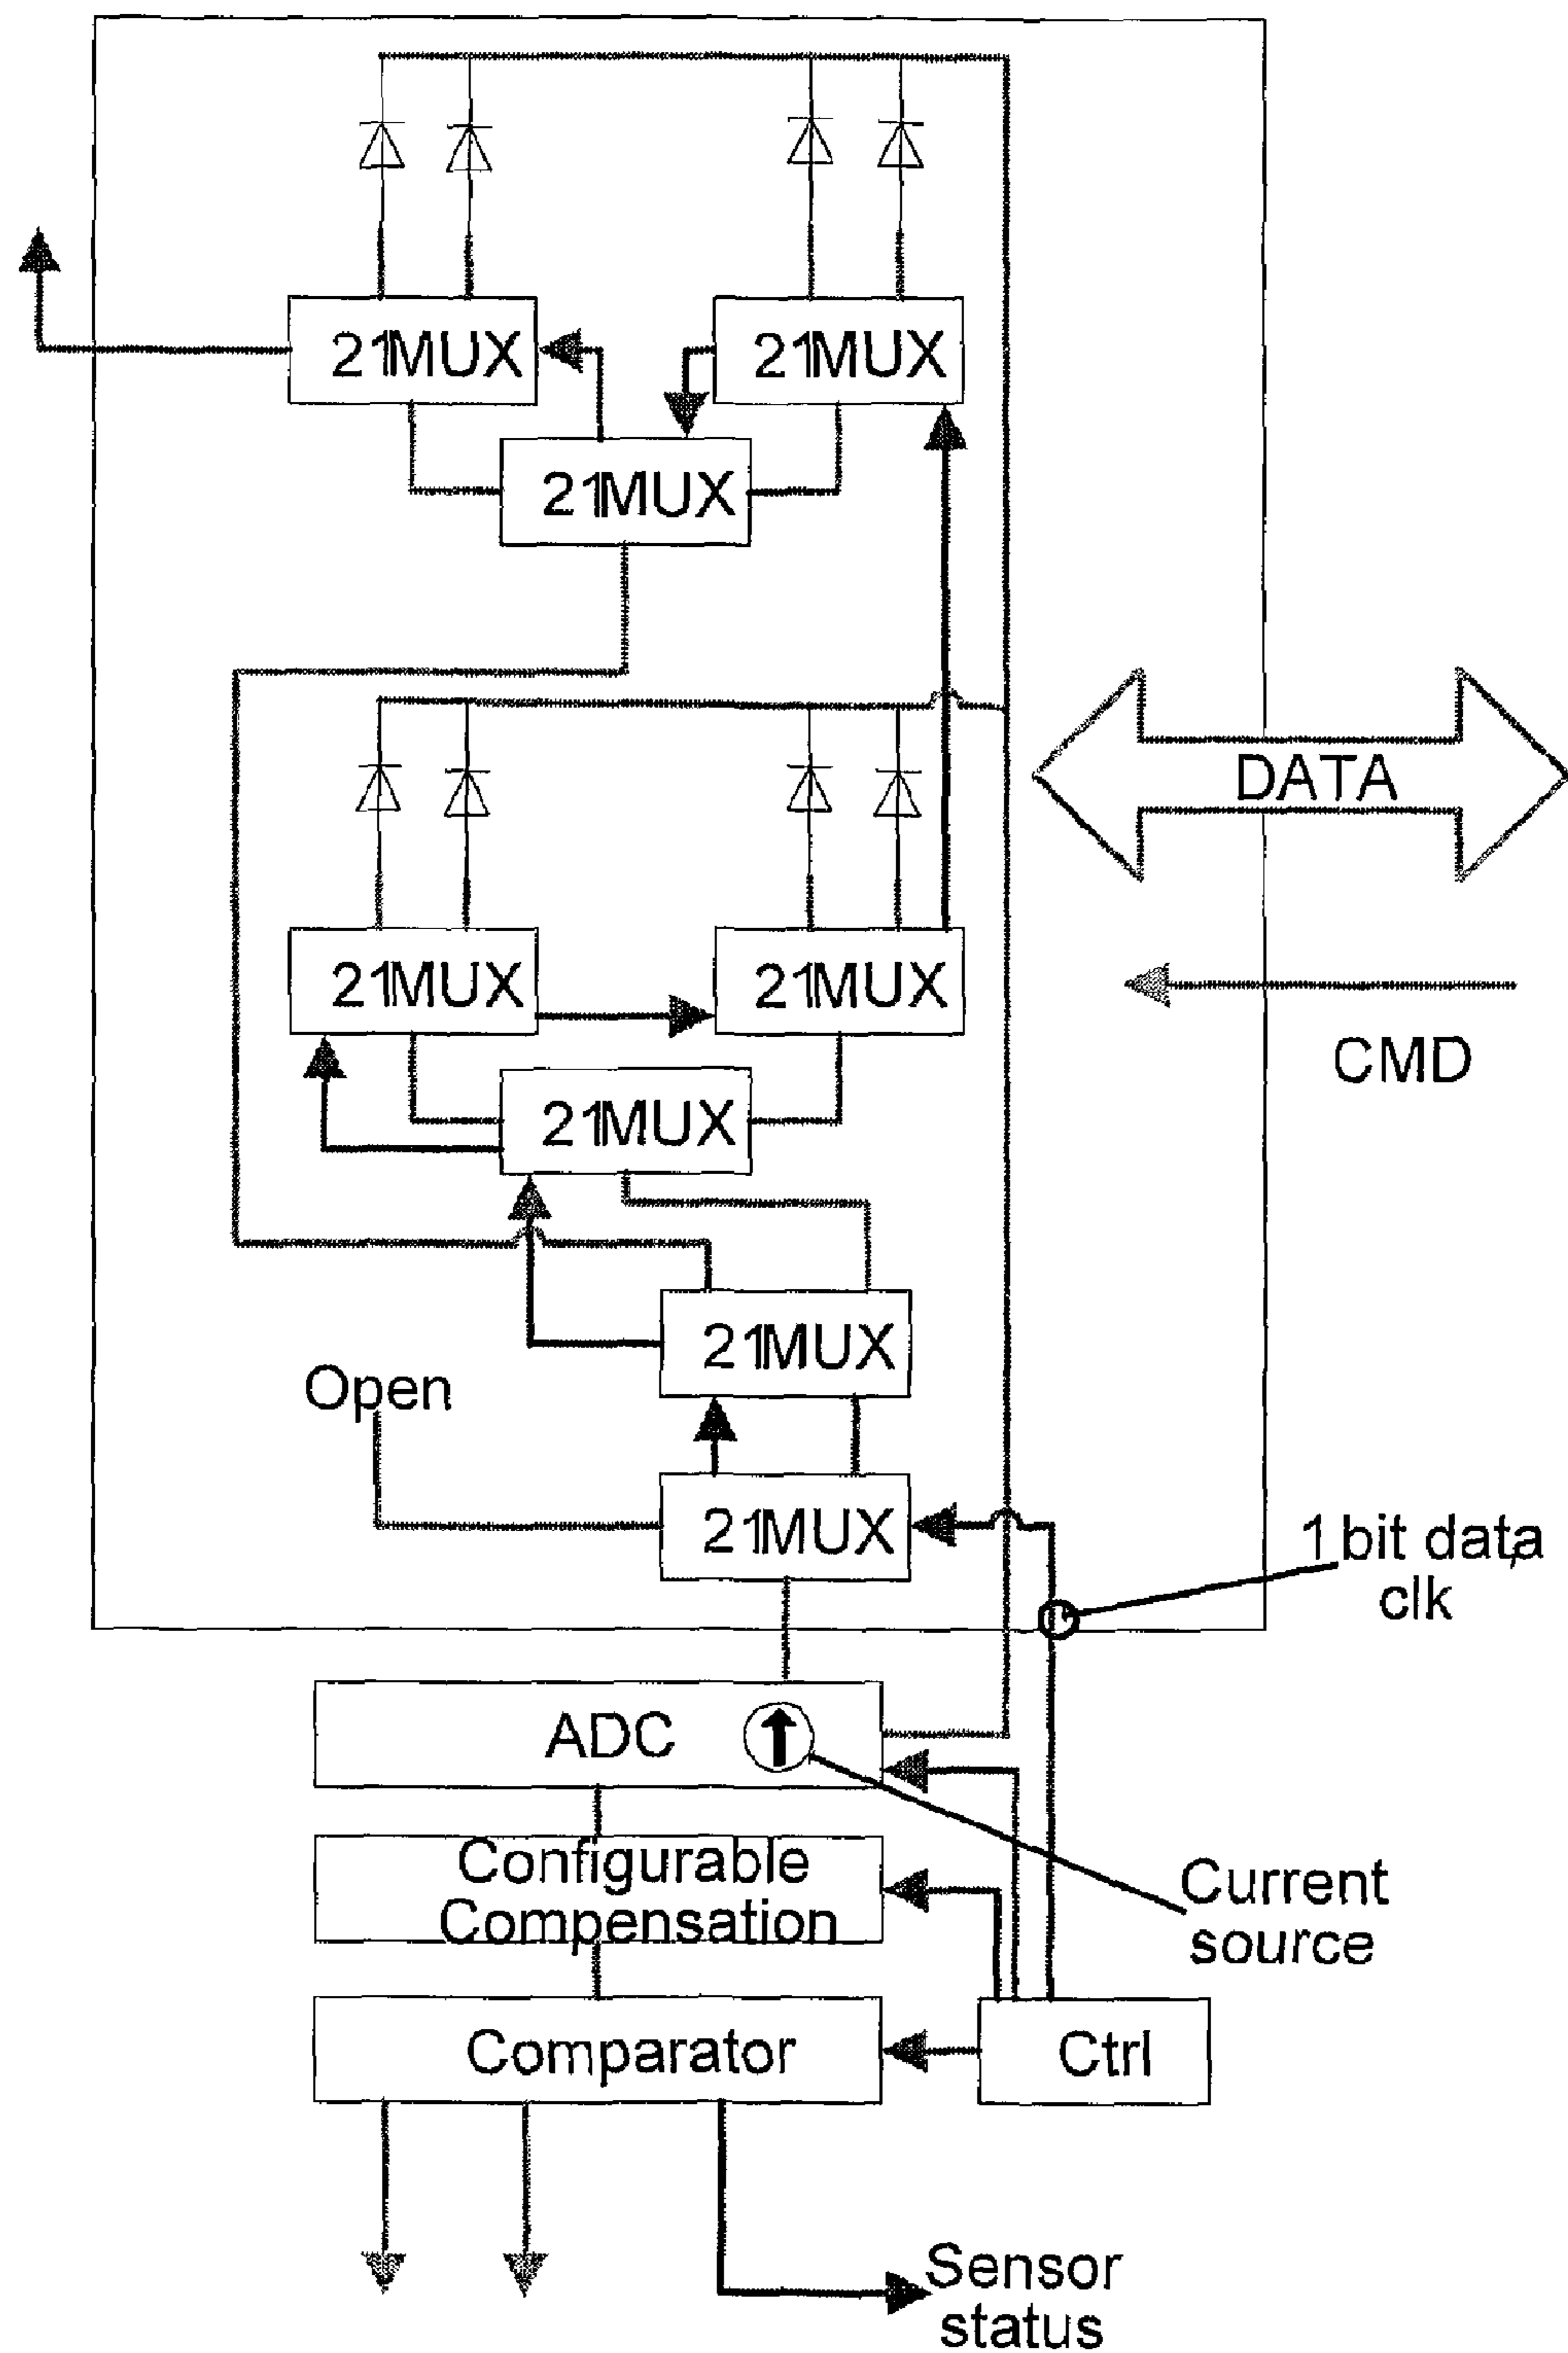 21MUX
21MUX
21MUX
DATA
21MUX
21MUX
CMD
21MUX
21MUX
Open
21MUX
1 bit data
clk
ADC
Configurable
Compensation
Current
source
Comparator
Ctrl
Sensor
status